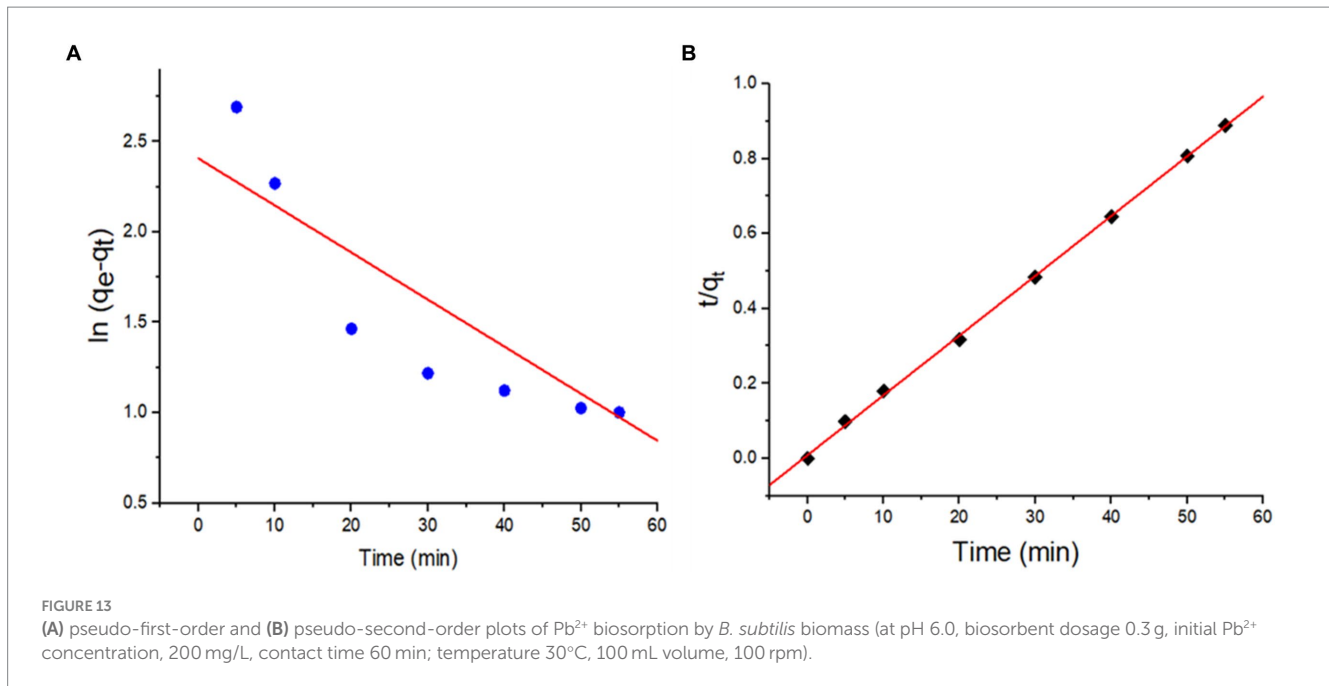 A
B
2.5
2.0
1.5
1.0
0.5
ln (qe-qt)
0 10 20 30 40 50 60
Time (min)
1.0
0.8
0.6
0.4
0.2
0.0
t/qt
0 10 20 30 40 50 60
Time (min)
FIGURE 13
(A) pseudo-first-order and (B) pseudo-second-order plots of Pb²⁺ biosorption by B. subtilis biomass (at pH 6.0, biosorbent dosage 0.3 g, initial Pb²⁺
concentration, 200 mg/L, contact time 60 min; temperature 30°C, 100 mL volume, 100 rpm).